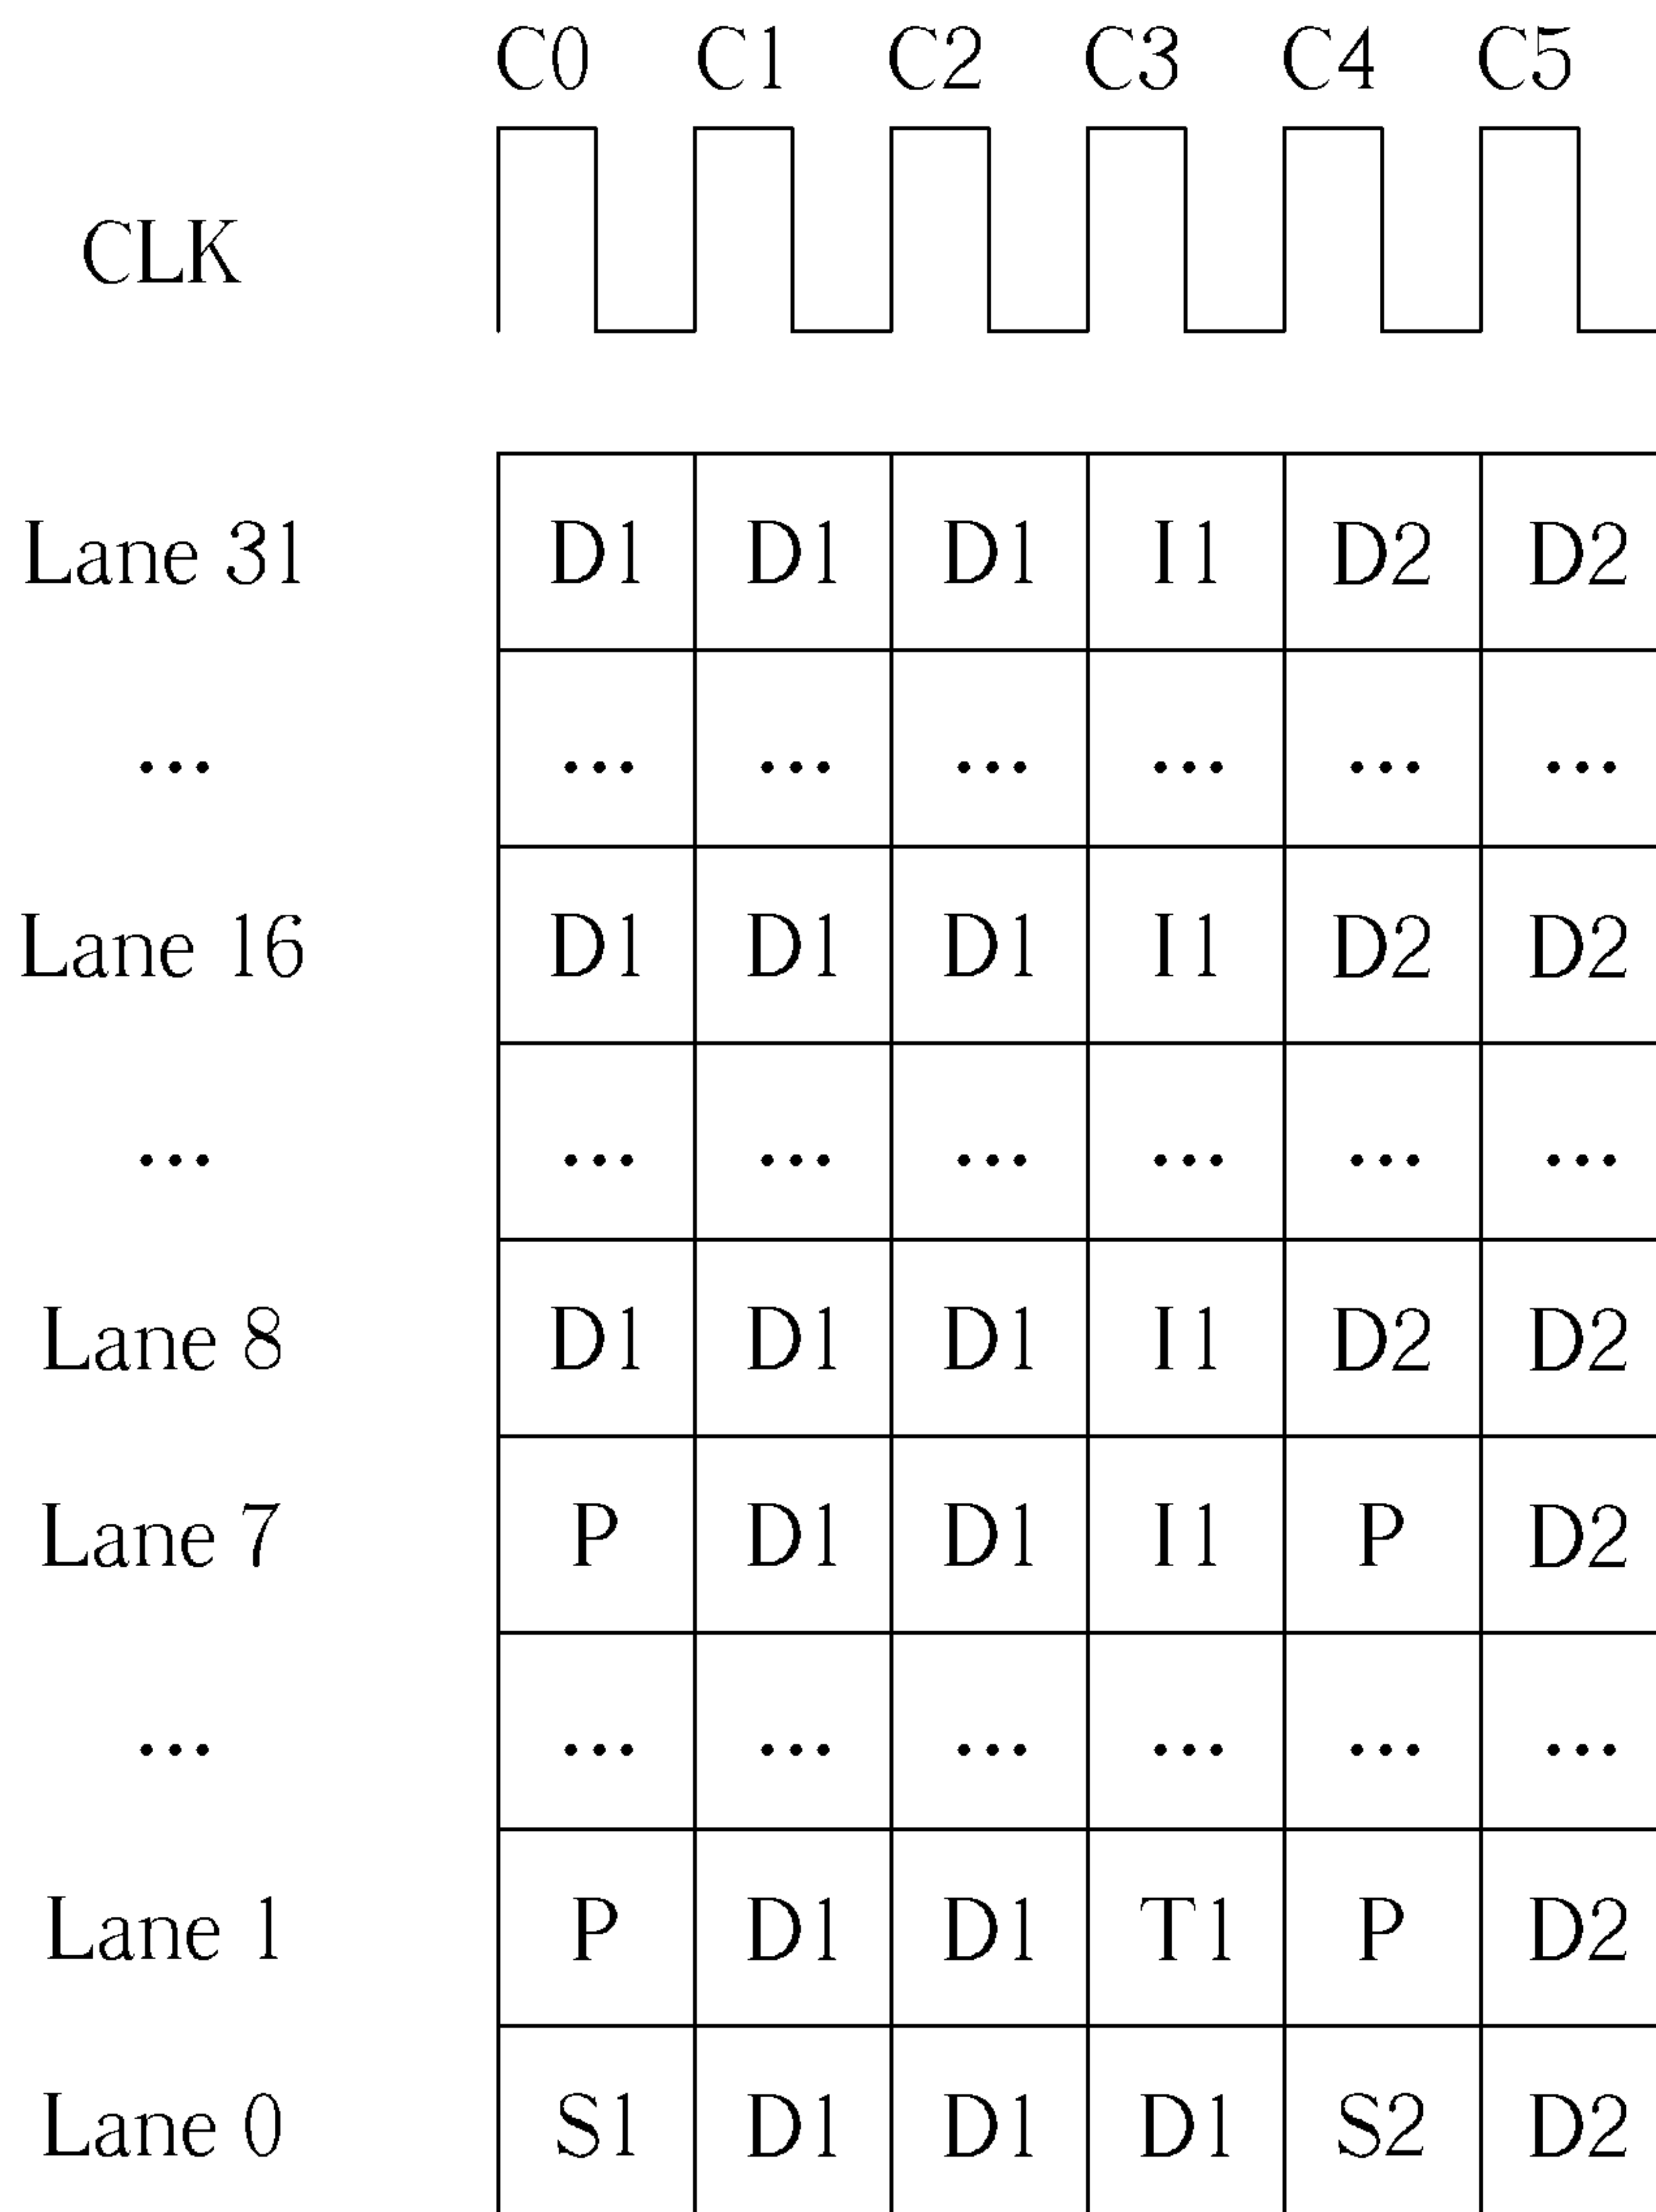 C0 C1 C2 C3 C4 C5
CLK
Lane 31 D1 D1 D1 I1 D2 D2
... ... ... ... ... ... ...
Lane 16 D1 D1 D1 I1 D2 D2
... ... ... ... ... ... ...
Lane 8 D1 D1 D1 I1 D2 D2
Lane 7 P D1 D1 I1 P D2
... ... ... ... ... ... ...
Lane 1 P D1 D1 T1 P D2
Lane 0 S1 D1 D1 D1 S2 D2